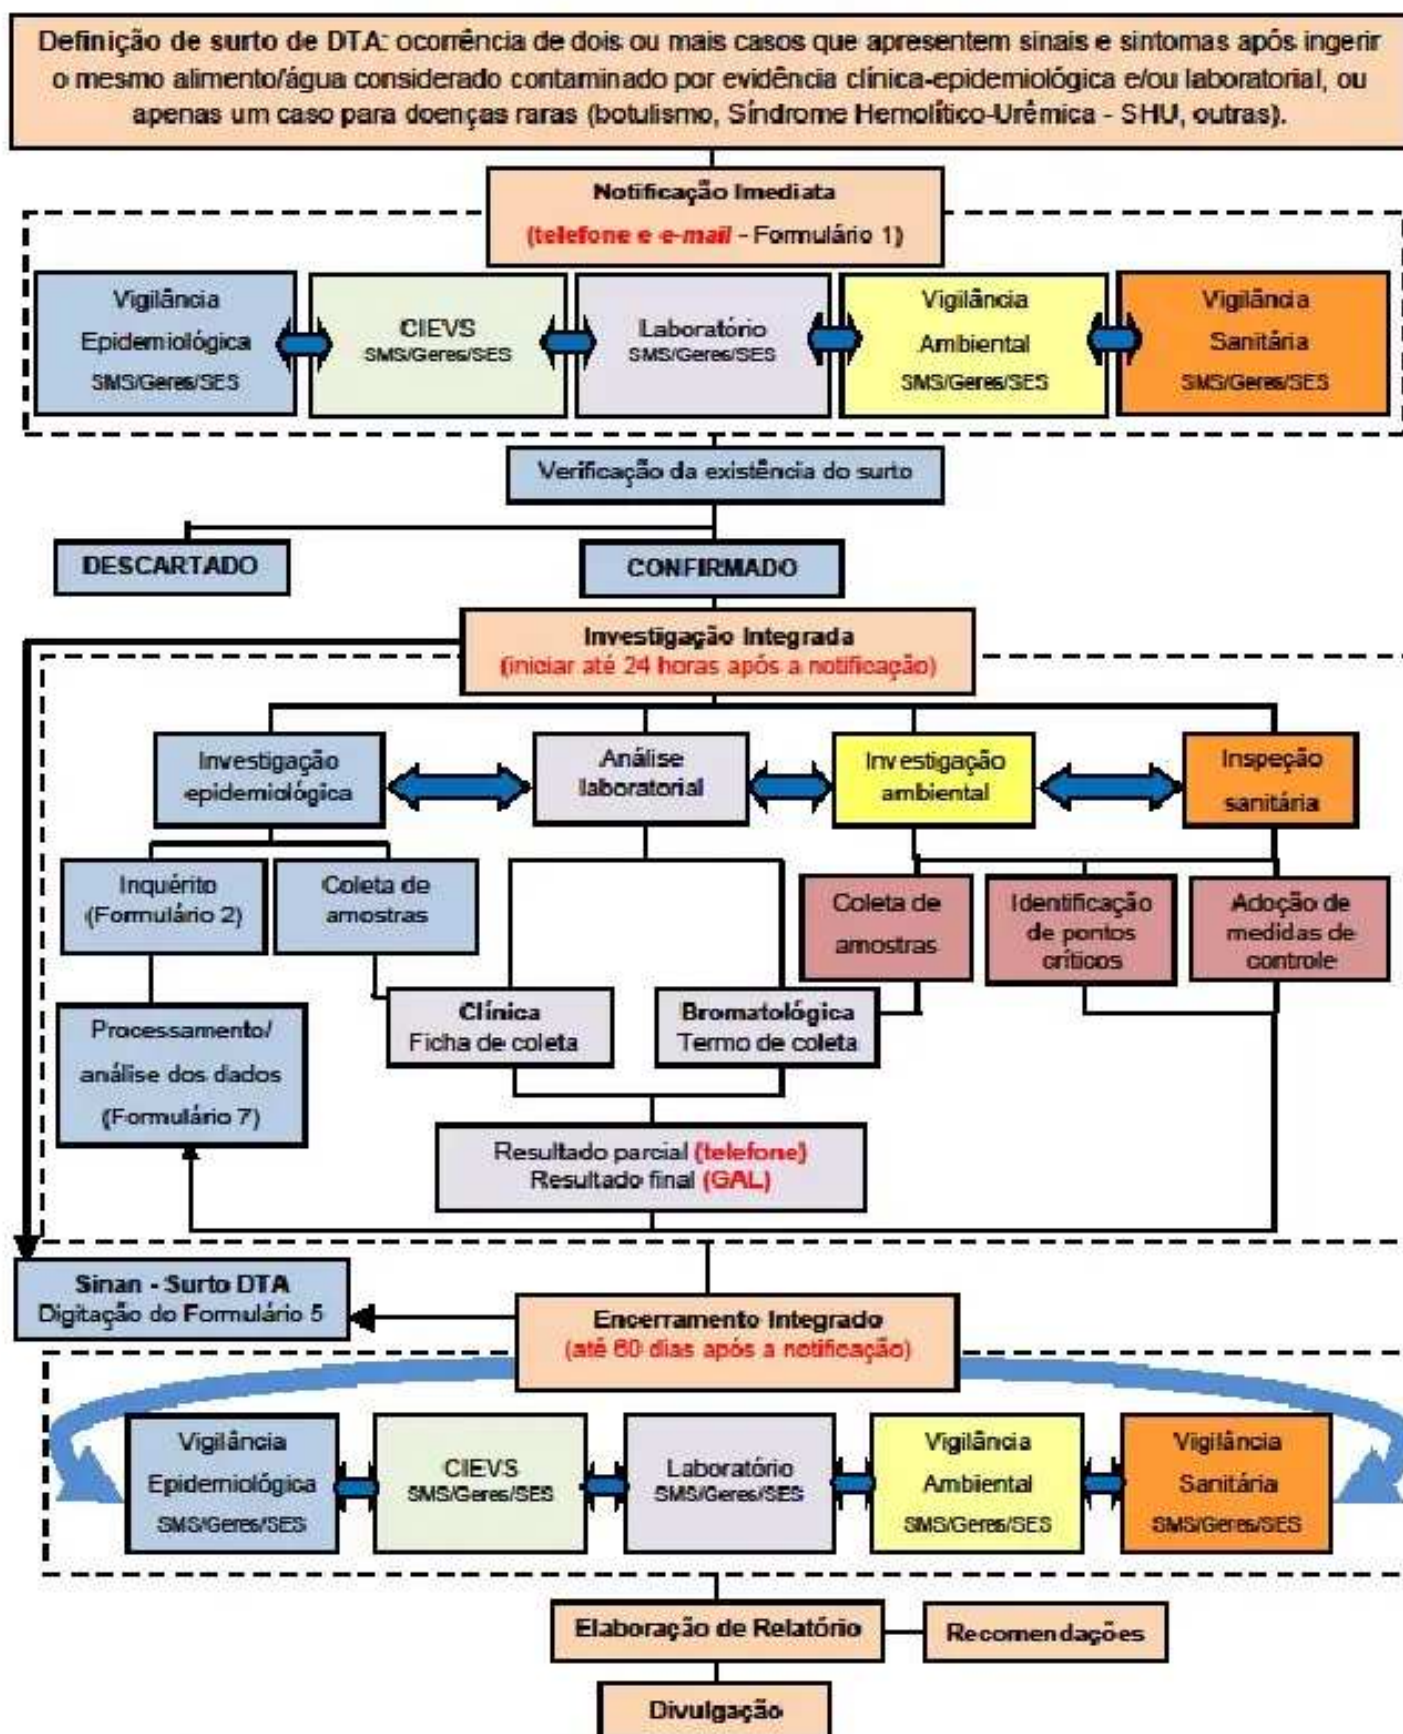 Definição de surto de DTA: ocorrência de dois ou mais casos que apresentem sinais e sintomas após ingerir
o mesmo alimento/água considerado contaminado por evidência clínica-epidemiológica e/ou laboratorial, ou
apenas um caso para doenças raras (botulismo, Síndrome Hemolítico-Urêmica - SHU, outras).
Notificação Imediata
(telefone e e-mail - Formulário 1)
Vigilância
Epidemiológica
SMS/Geres/SES
CIEVS
SMS/Geres/SES
Laboratório
SMS/Geres/SES
Vigilância
Ambiental
SMS/Geres/SES
Vigilância
Sanitária
SMS/Geres/SES
Verificação da existência do surto
DESCARTADO
CONFIRMADO
Investigação Integrada
(iniciar até 24 horas após a notificação)
Investigação
epidemiológica
Análise
laboratorial
Investigação
ambiental
Inspeção
sanitária
Inquérito
(Formulário 2)
Coleta de
amostras
Coleta de
amostras
Identificação
de pontos
críticos
Adoção de
medidas de
controle
Clínica
Ficha de coleta
Bromatológica
Termo de coleta
Processamento/
análise dos dados
(Formulário 7)
Resultado parcial (telefone)
Resultado final (GAL)
Sinan - Surto DTA
Digitação do Formulário 5
Encerramento Integrado
(até 60 dias após a notificação)
Vigilância
Epidemiológica
SMS/Geres/SES
CIEVS
SMS/Geres/SES
Laboratório
SMS/Geres/SES
Vigilância
Ambiental
SMS/Geres/SES
Vigilância
Sanitária
SMS/Geres/SES
Elaboração de Relatório
Recomendações
Divulgação